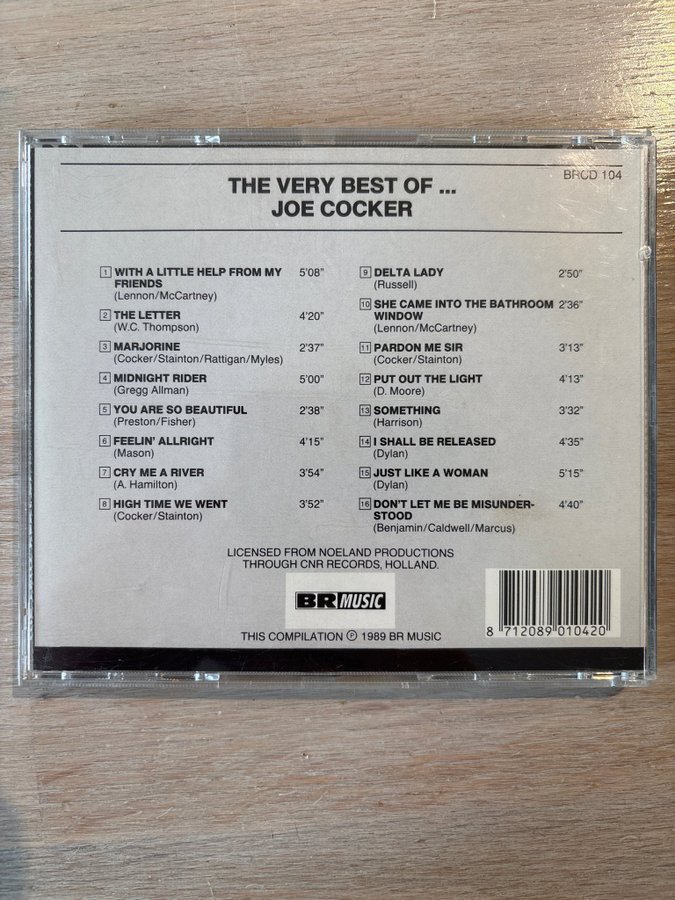 BRCD 104
THE VERY BEST OF ...
JOE COCKER
1 WITH A LITTLE HELP FROM MY 5'08"
FRIENDS
(Lennon/McCartney)
2 THE LETTER 4'20"
(W.C. Thompson)
3 MARJORINE 2'37"
(Cocker/Stainton/Rattigan/Myles)
4 MIDNIGHT RIDER 5'00"
(Gregg Allman)
5 YOU ARE SO BEAUTIFUL 2'38"
(Preston/Fisher)
6 FEELIN' ALLRIGHT 4'15"
(Mason)
7 CRY ME A RIVER 3'54"
(A. Hamilton)
8 HIGH TIME WE WENT 3'52"
(Cocker/Stainton)
9 DELTA LADY 2'50"
(Russell)
10 SHE CAME INTO THE BATHROOM 2'36"
WINDOW
(Lennon/McCartney)
11 PARDON ME SIR 3'13"
(Cocker/Stainton)
12 PUT OUT THE LIGHT 4'13"
(D. Moore)
13 SOMETHING 3'32"
(Harrison)
14 I SHALL BE RELEASED 4'35"
(Dylan)
15 JUST LIKE A WOMAN 5'15"
(Dylan)
16 DON'T LET ME BE MISUNDER- 4'40"
STOOD
(Benjamin/Caldwell/Marcus)
LICENSED FROM NOELAND PRODUCTIONS
THROUGH CNR RECORDS, HOLLAND.
BR MUSIC
THIS COMPILATION ℗ 1989 BR MUSIC
8 712089 010420